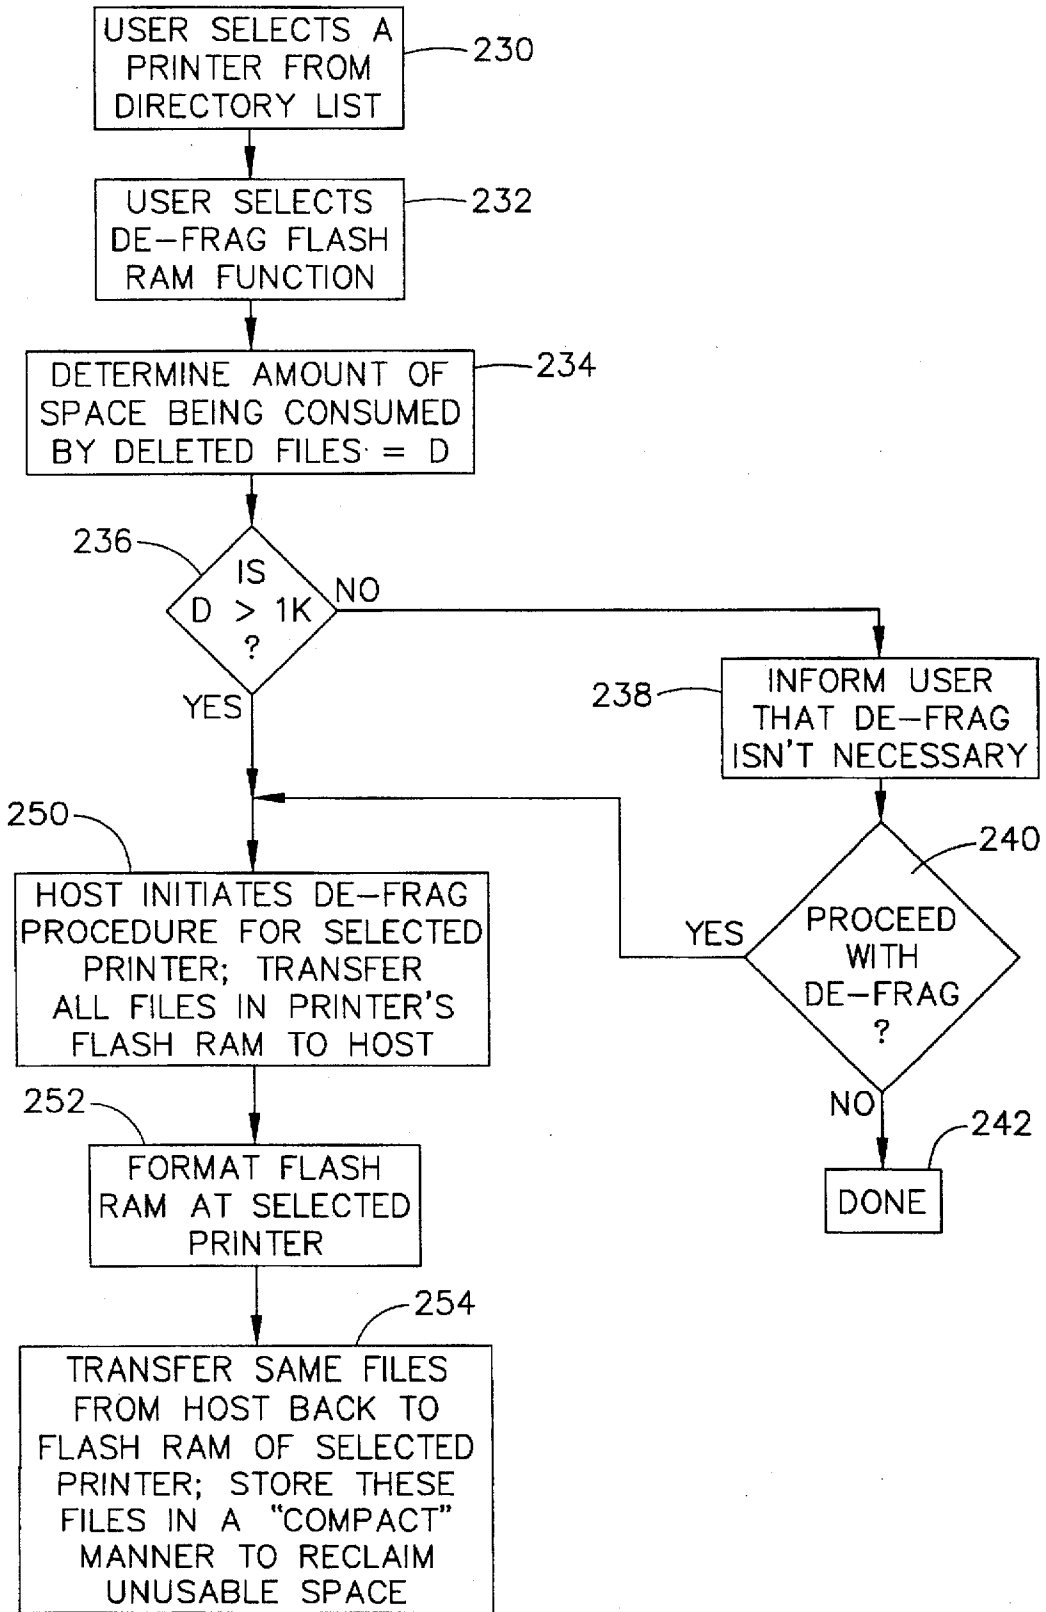 USER SELECTS A
PRINTER FROM
DIRECTORY LIST
230
USER SELECTS
DE-FRAG FLASH
RAM FUNCTION
232
DETERMINE AMOUNT OF
SPACE BEING CONSUMED
BY DELETED FILES = D
234
236
IS
D > 1K
?
NO
YES
238
INFORM USER
THAT DE-FRAG
ISN'T NECESSARY
240
PROCEED
WITH
DE-FRAG
?
YES
NO
242
DONE
250
HOST INITIATES DE-FRAG
PROCEDURE FOR SELECTED
PRINTER; TRANSFER
ALL FILES IN PRINTER'S
FLASH RAM TO HOST
252
FORMAT FLASH
RAM AT SELECTED
PRINTER
254
TRANSFER SAME FILES
FROM HOST BACK TO
FLASH RAM OF SELECTED
PRINTER; STORE THESE
FILES IN A "COMPACT"
MANNER TO RECLAIM
UNUSABLE SPACE